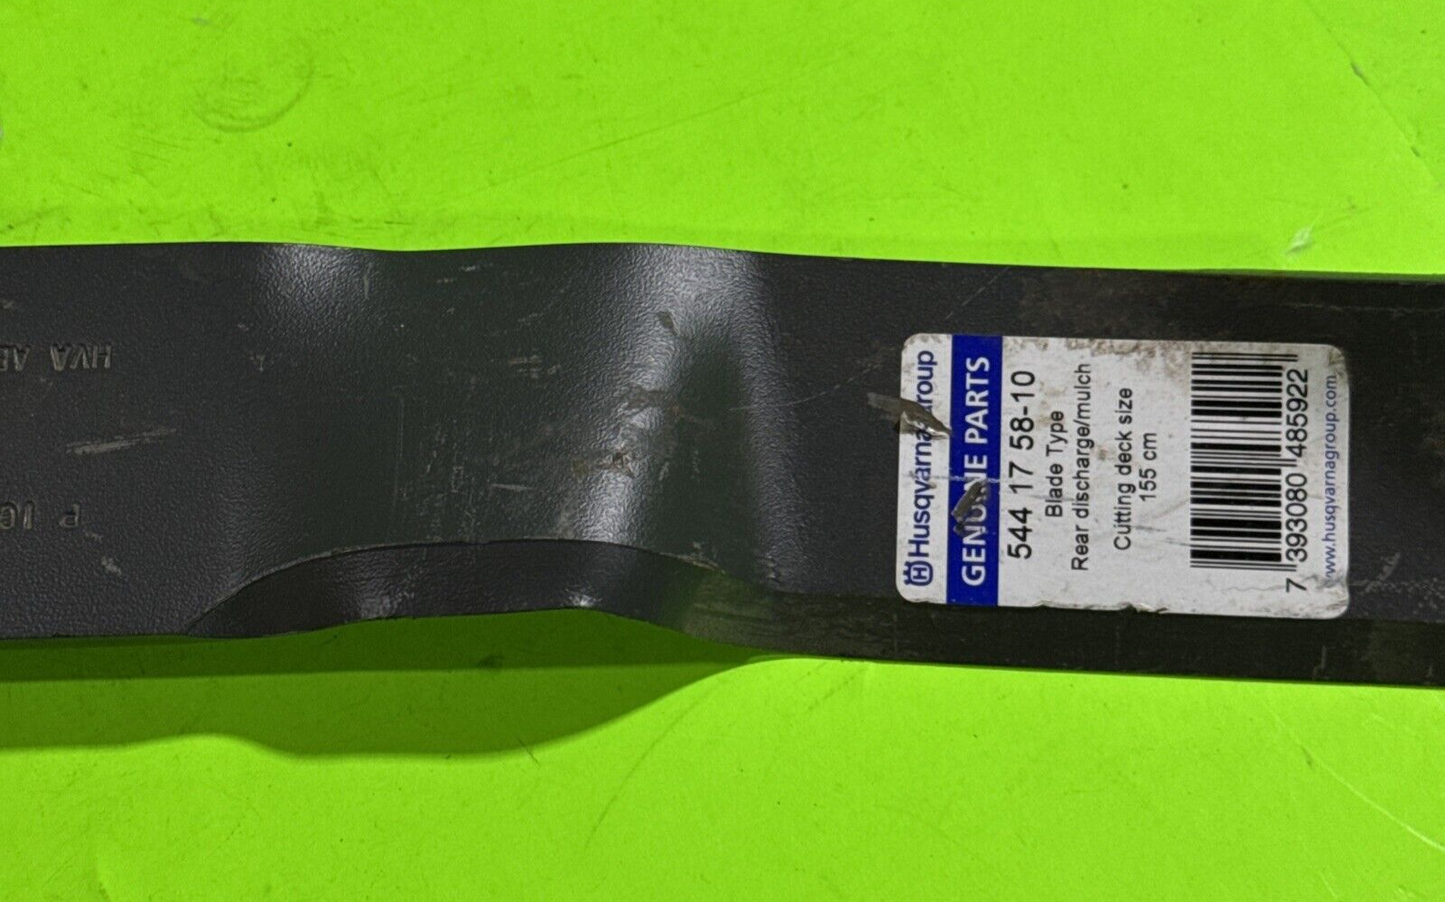 Husqvarna group
GENUINE PARTS
544 17 58-10
Blade Type
Rear discharge/mulch
Cutting deck size
155 cm
7 393080 485922
www.husqvarnagroup.com
HVA
P